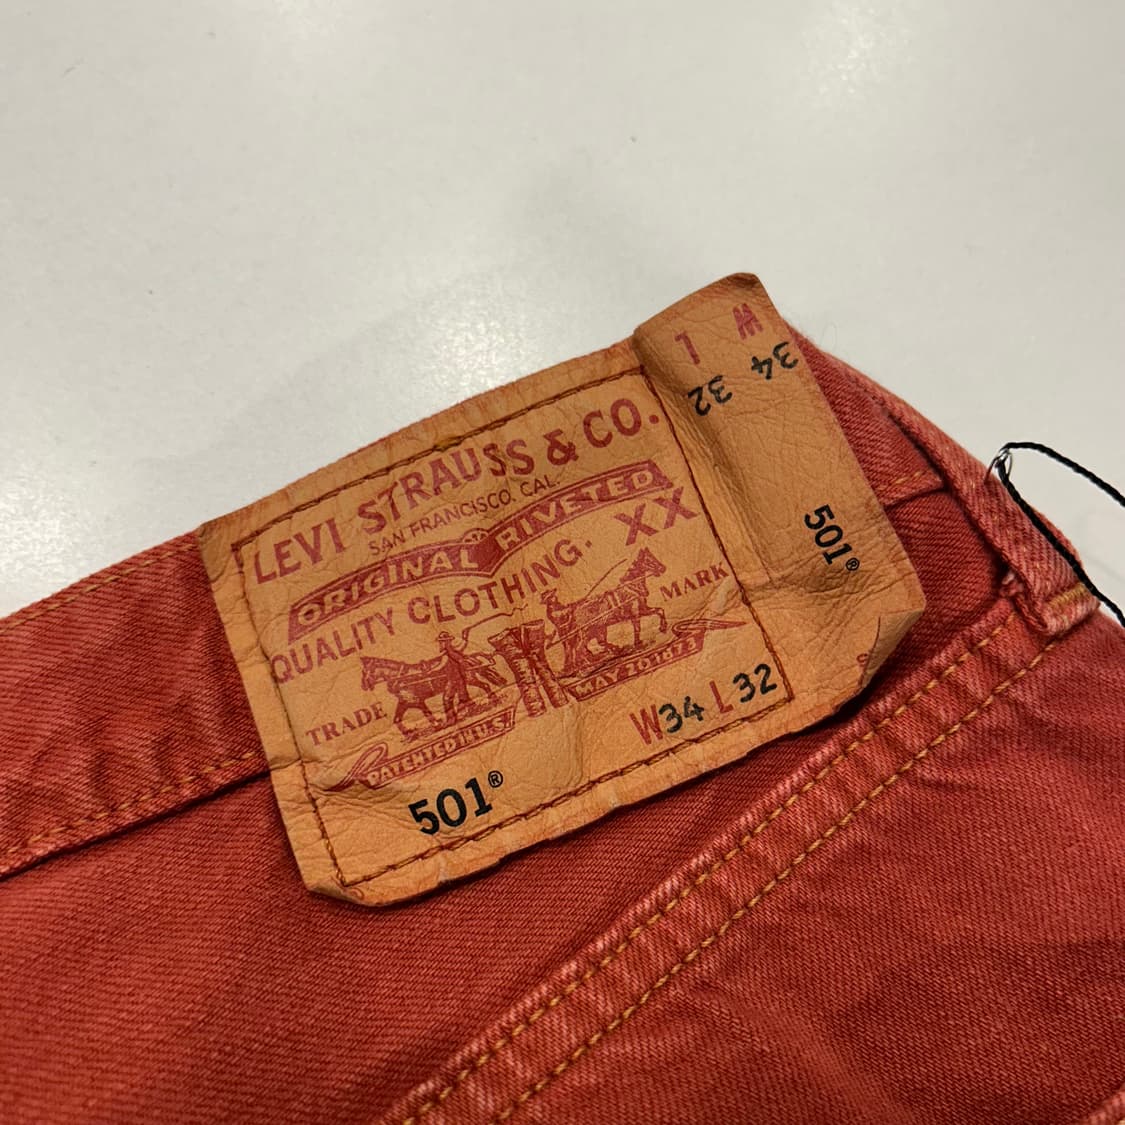 LEVI STRAUSS & CO.
SAN FRANCISCO, CAL.
ORIGINAL RIVETED
QUALITY CLOTHING. XX
TRADE MARK
PATENTED IN U.S. MAY 20 1873
W34 L32
501®
W L
34 32
501®